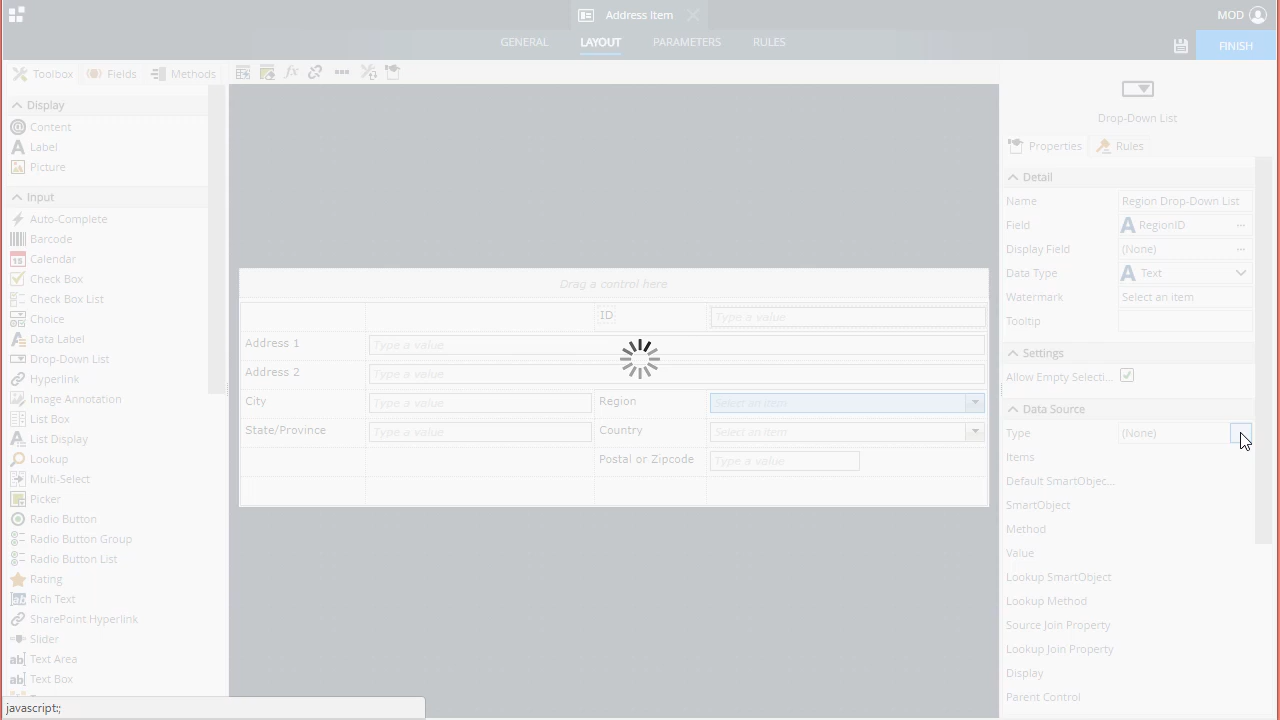 Address Item
MOD
GENERAL
LAYOUT
PARAMETERS
RULES
FINISH
Toolbox
Fields
Methods
Display
Content
Label
Picture
Input
Auto-Complete
Barcode
Calendar
Check Box
Check Box List
Choice
Data Label
Drop-Down List
Hyperlink
Image Annotation
List Box
List Display
Lookup
Multi-Select
Picker
Radio Button
Radio Button Group
Radio Button List
Rating
Rich Text
SharePoint Hyperlink
Slider
Text Area
Text Box
javascript:;
Drag a control here
ID
Type a value
Address 1
Type a value
Address 2
Type a value
City
Type a value
Region
Select an item
State/Province
Type a value
Country
Select an item
Postal or Zipcode
Type a value
Drop-Down List
Properties
Rules
Detail
Name
Region Drop-Down List
Field
RegionID
Display Field
(None)
Data Type
Text
Watermark
Select an item
Tooltip
Settings
Allow Empty Selecti...
Data Source
Type
(None)
Items
Default SmartObjec...
SmartObject
Method
Value
Lookup SmartObject
Lookup Method
Source Join Property
Lookup Join Property
Display
Parent Control